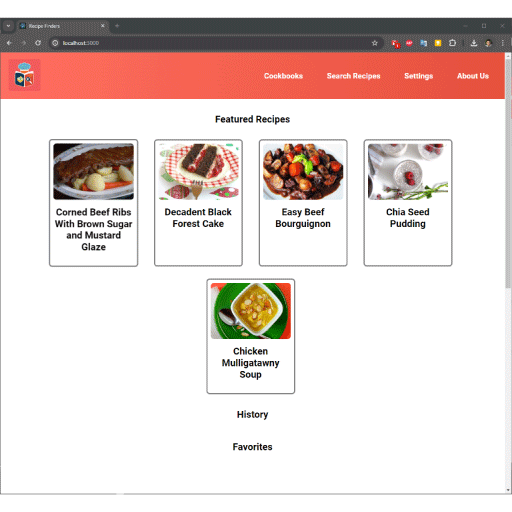 Recipe Finders
localhost:3000
Cookbooks
Search Recipes
Settings
About Us
Featured Recipes
Corned Beef Ribs
With Brown Sugar
and Mustard
Glaze
Decadent Black
Forest Cake
Easy Beef
Bourguignon
Chia Seed
Pudding
Chicken
Mulligatawny
Soup
History
Favorites